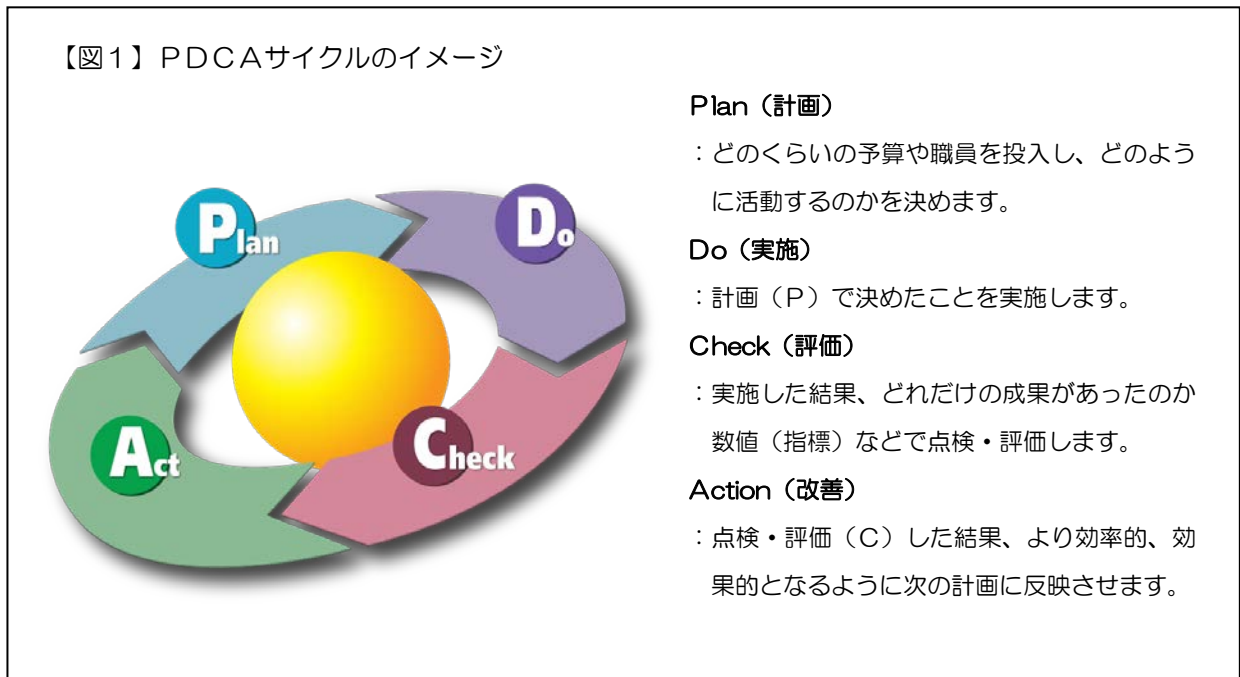 【図1】PDCAサイクルのイメージ
Plan
Do
Check
Act
Plan（計画）
：どのくらいの予算や職員を投入し、どのよう
に活動するのかを決めます。
Do（実施）
：計画（P）で決めたことを実施します。
Check（評価）
：実施した結果、どれだけの成果があったのか
数値（指標）などで点検・評価します。
Action（改善）
：点検・評価（C）した結果、より効率的、効
果的となるように次の計画に反映させます。